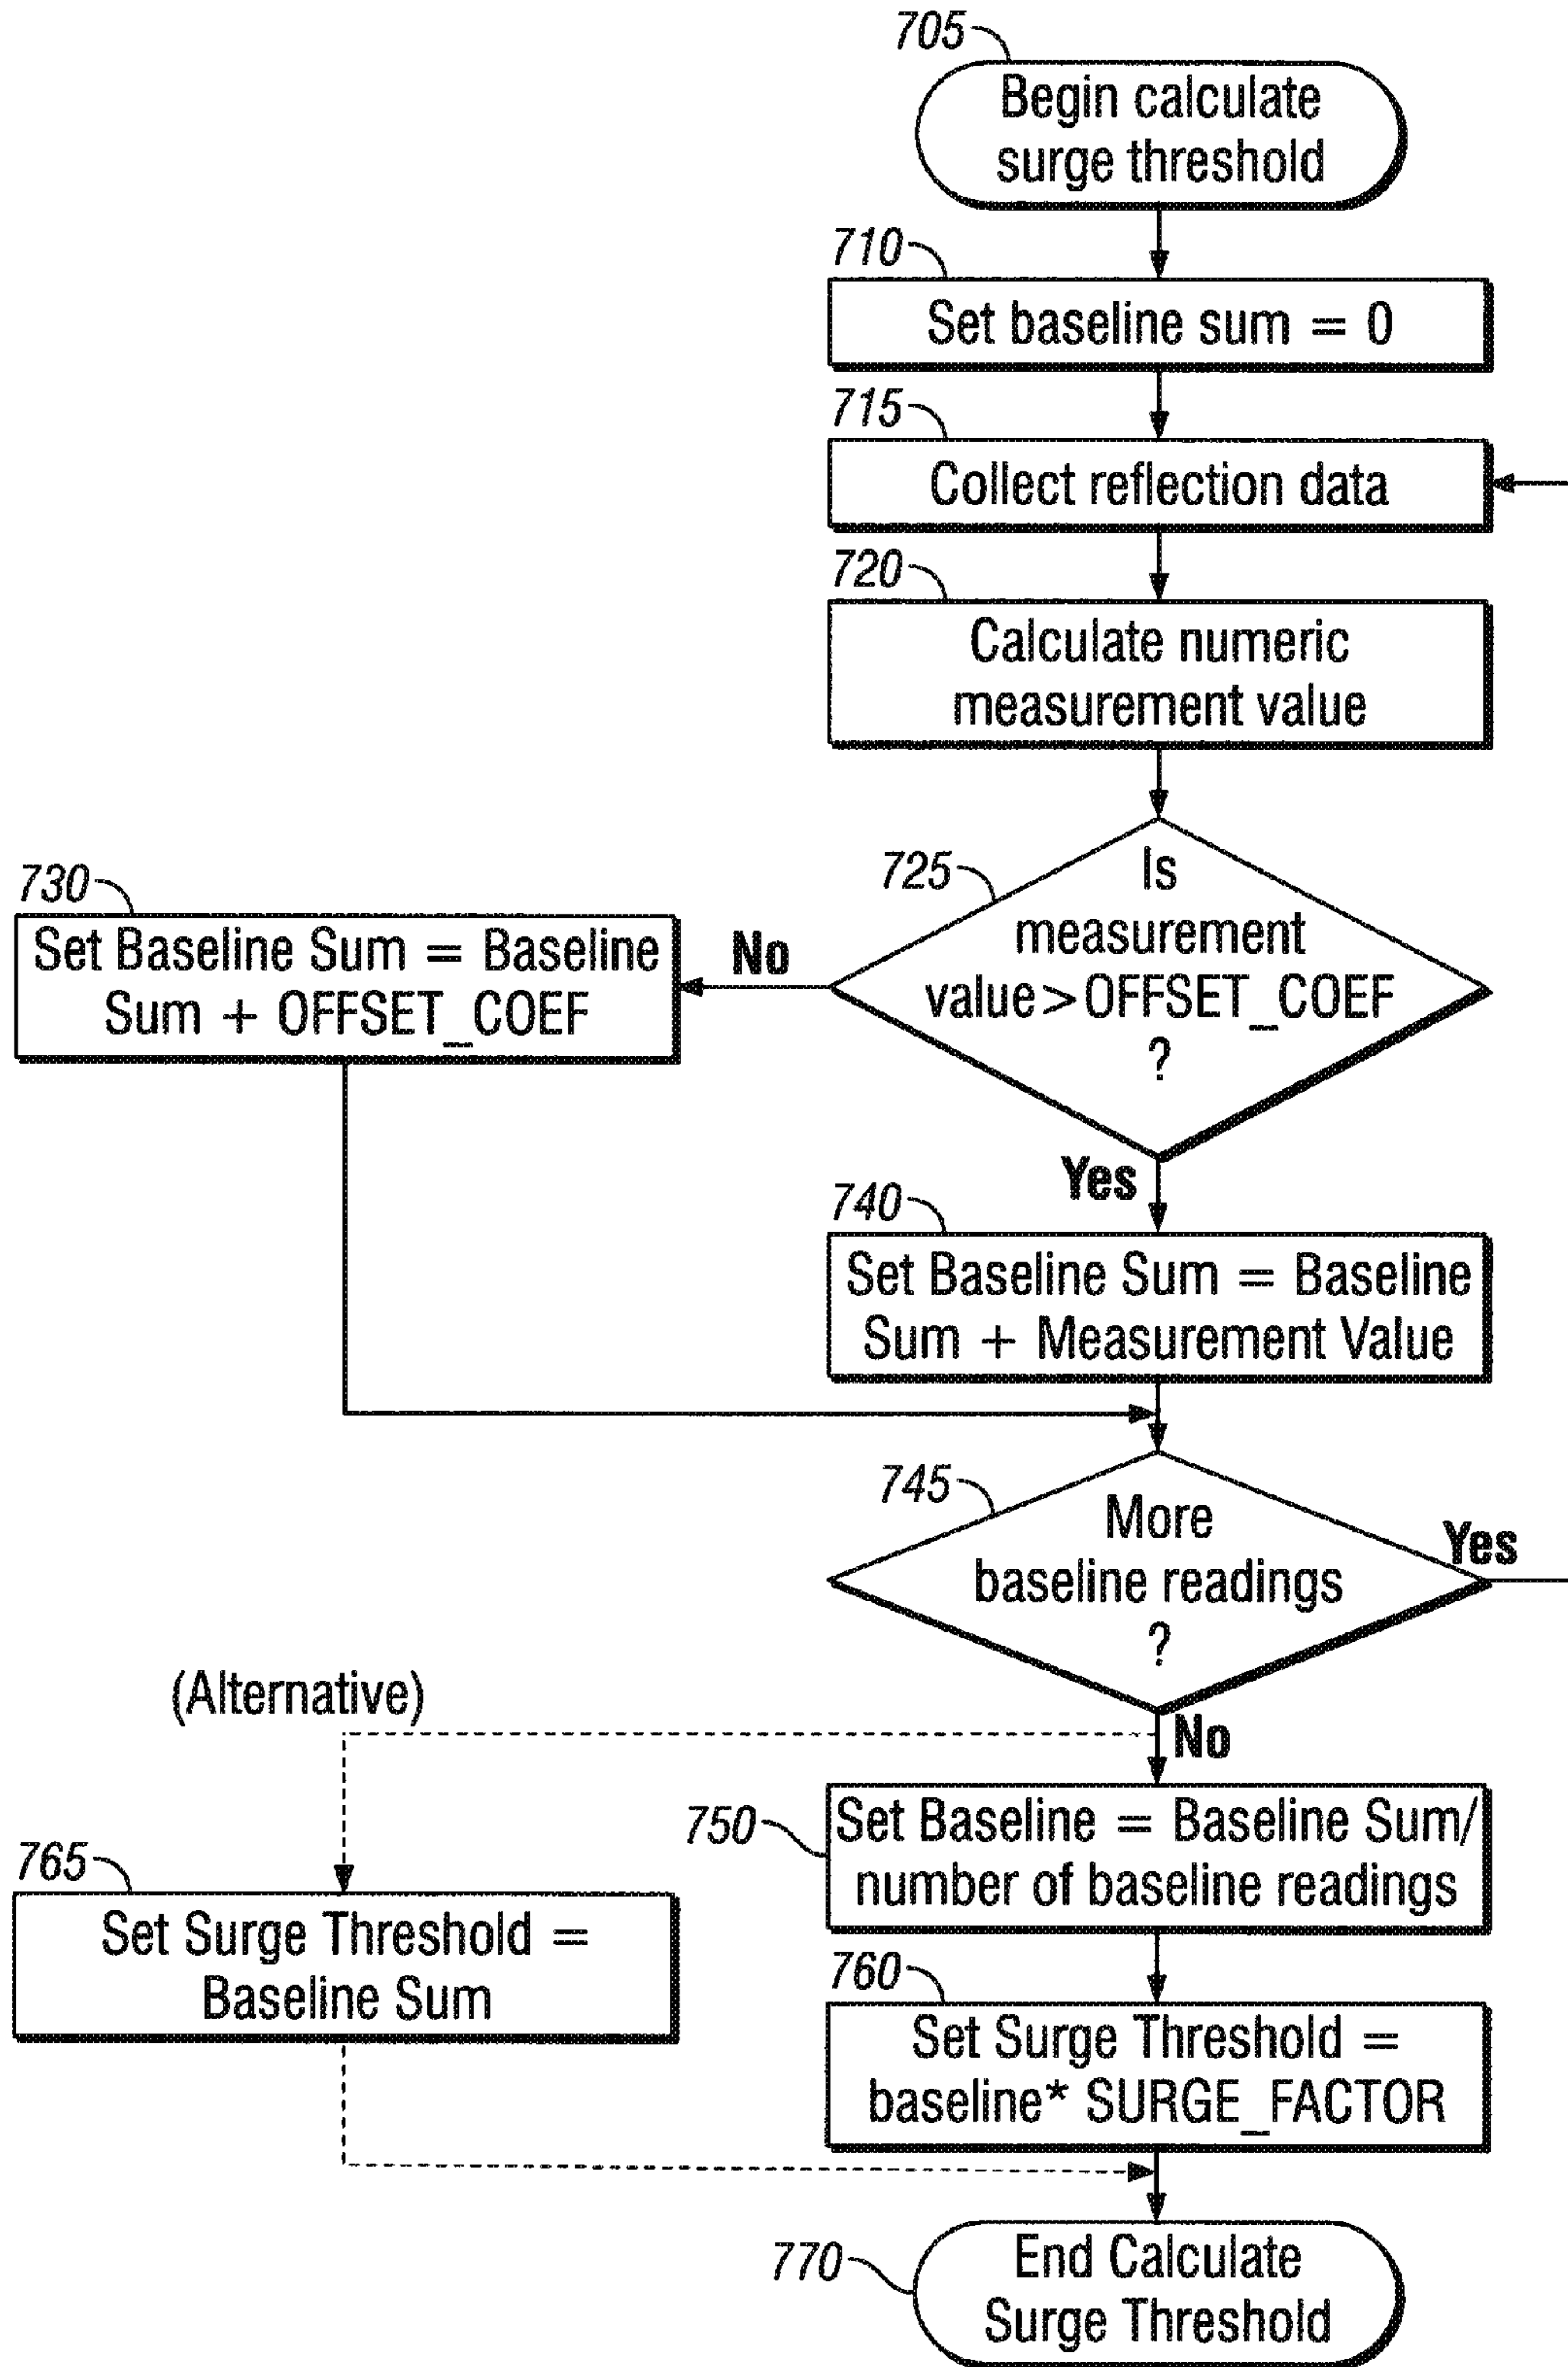 705
Begin calculate
surge threshold
710
Set baseline sum = 0
715
Collect reflection data
720
Calculate numeric
measurement value
725
Is
measurement
value > OFFSET_COEF
?
No
730
Set Baseline Sum = Baseline
Sum + OFFSET_COEF
Yes
740
Set Baseline Sum = Baseline
Sum + Measurement Value
745
More
baseline readings
?
Yes
(Alternative)
No
750
Set Baseline = Baseline Sum/
number of baseline readings
765
Set Surge Threshold =
Baseline Sum
760
Set Surge Threshold =
baseline* SURGE_FACTOR
770
End Calculate
Surge Threshold